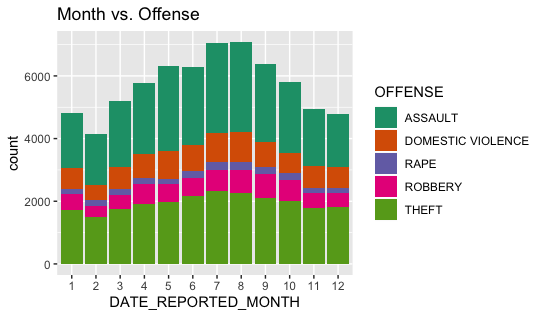 Month vs. Offense
count
6000
4000
2000
0
1 2 3 4 5 6 7 8 9 10 11 12
DATE_REPORTED_MONTH
OFFENSE
ASSAULT
DOMESTIC VIOLENCE
RAPE
ROBBERY
THEFT